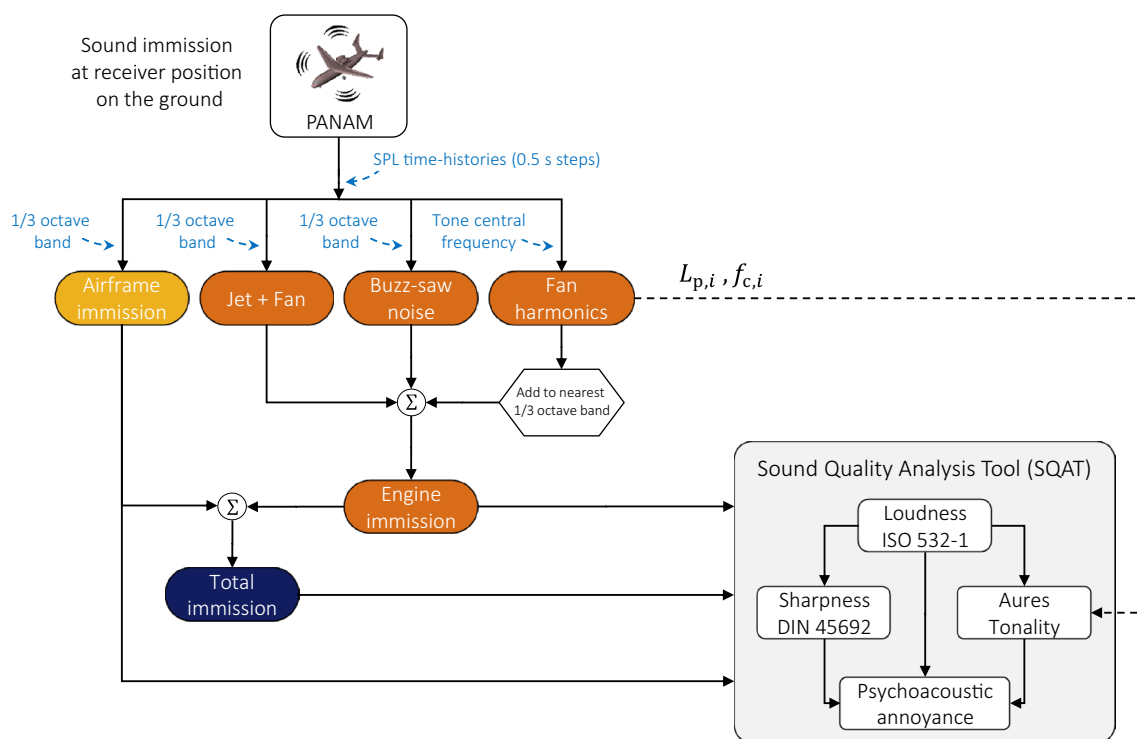 Sound immission
at receiver position
on the ground
PANAM
SPL time-histories (0.5 s steps)
1/3 octave
band
1/3 octave
band
1/3 octave
band
Tone central
frequency
Airframe
immission
Jet + Fan
Buzz-saw
noise
Fan
harmonics
Lp,i , fc,i
Σ
Add to nearest
1/3 octave band
Sound Quality Analysis Tool (SQAT)
Σ
Engine
immission
Loudness
ISO 532-1
Total
immission
Sharpness
DIN 45692
Aures
Tonality
Psychoacoustic
annoyance